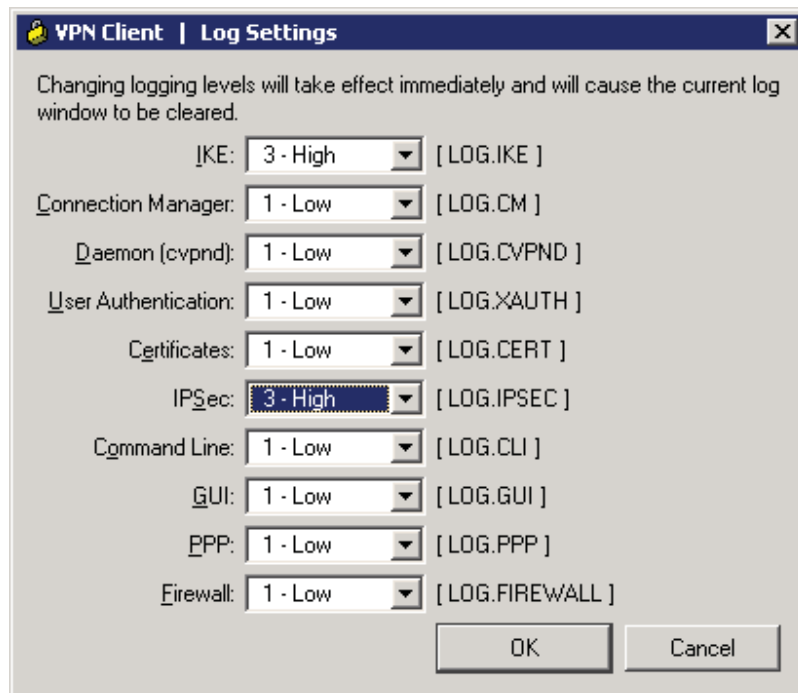 VPN Client | Log Settings
Changing logging levels will take effect immediately and will cause the current log
window to be cleared.
IKE: 3 - High [ LOG.IKE ]
Connection Manager: 1 - Low [ LOG.CM ]
Daemon (cvpnd): 1 - Low [ LOG.CVPND ]
User Authentication: 1 - Low [ LOG.XAUTH ]
Certificates: 1 - Low [ LOG.CERT ]
IPSec: 3 - High [ LOG.IPSEC ]
Command Line: 1 - Low [ LOG.CLI ]
GUI: 1 - Low [ LOG.GUI ]
PPP: 1 - Low [ LOG.PPP ]
Firewall: 1 - Low [ LOG.FIREWALL ]
OK Cancel